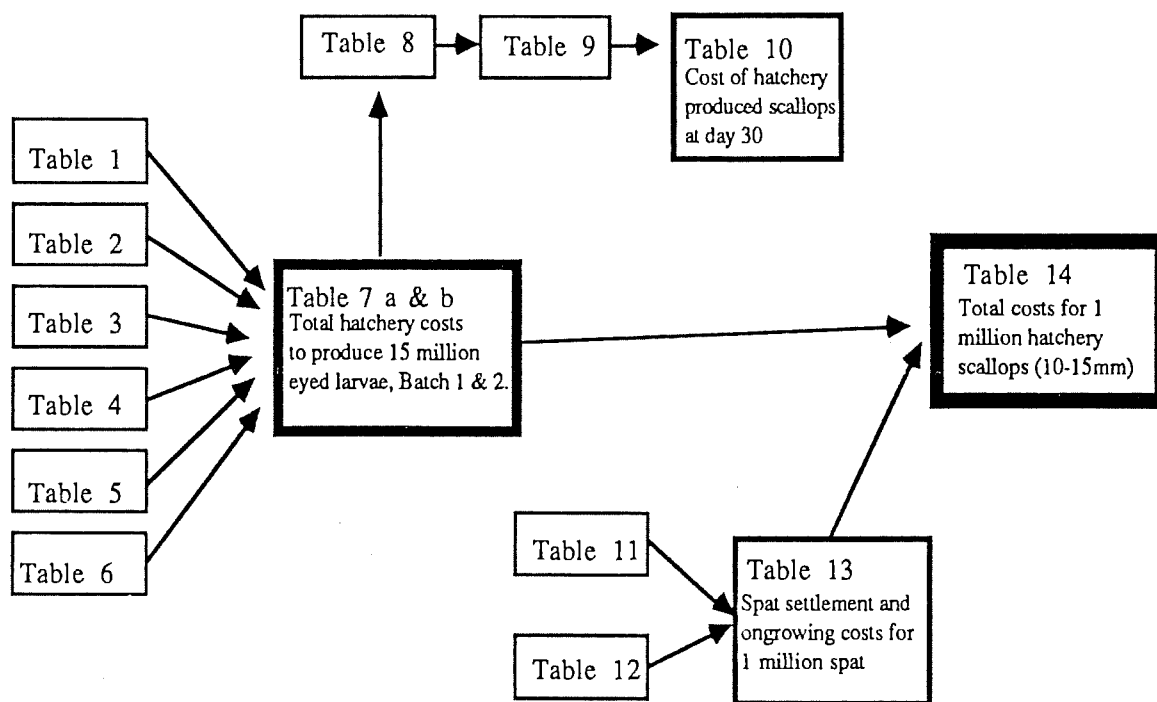 Table 8
Table 9
Table 10
Cost of hatchery
produced scallops
at day 30
Table 1
Table 2
Table 3
Table 4
Table 5
Table 6
Table 7 a & b
Total hatchery costs
to produce 15 million
eyed larvae, Batch 1 & 2.
Table 14
Total costs for 1
million hatchery
scallops (10-15mm)
Table 11
Table 12
Table 13
Spat settlement and
ongrowing costs for
1 million spat